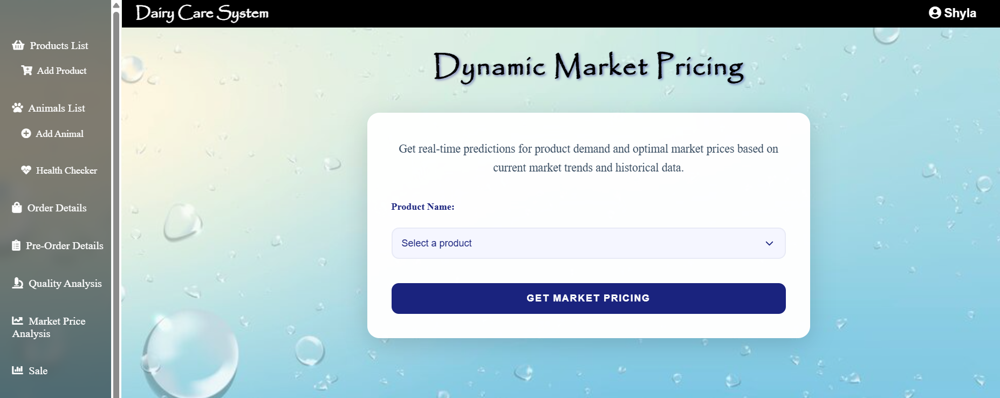 Dairy Care System
Shyla
Products List
Add Product
Animals List
Add Animal
Health Checker
Order Details
Pre-Order Details
Quality Analysis
Market Price
Analysis
Sale
Dynamic Market Pricing
Get real-time predictions for product demand and optimal market prices based on
current market trends and historical data.
Product Name:
Select a product
GET MARKET PRICING